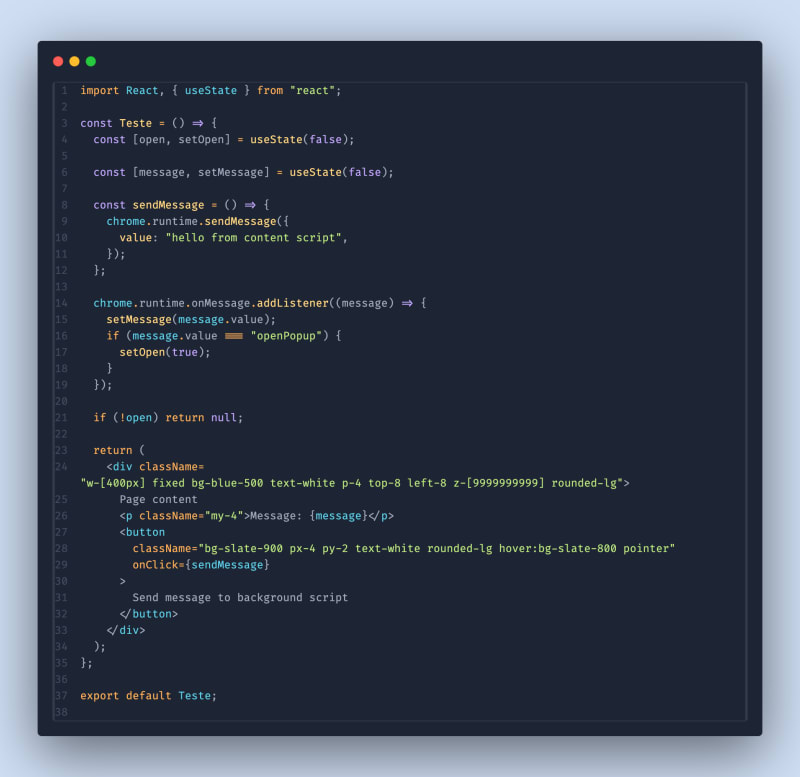 1 import React, { useState } from "react";
2
3 const Teste = () => {
4   const [open, setOpen] = useState(false);
5
6   const [message, setMessage] = useState(false);
7
8   const sendMessage = () => {
9     chrome.runtime.sendMessage({
10       value: "hello from content script",
11     });
12   };
13
14   chrome.runtime.onMessage.addListener((message) => {
15     setMessage(message.value);
16     if (message.value === "openPopup") {
17       setOpen(true);
18     }
19   });
20
21   if (!open) return null;
22
23   return (
24     <div className=
"w-[400px] fixed bg-blue-500 text-white p-4 top-8 left-8 z-[9999999999] rounded-lg">
25       Page content
26       <p className="my-4">Message: {message}</p>
27       <button
28         className="bg-slate-900 px-4 py-2 text-white rounded-lg hover:bg-slate-800 pointer"
29         onClick={sendMessage}
30       >
31         Send message to background script
32       </button>
33     </div>
34   );
35 };
36
37 export default Teste;
38